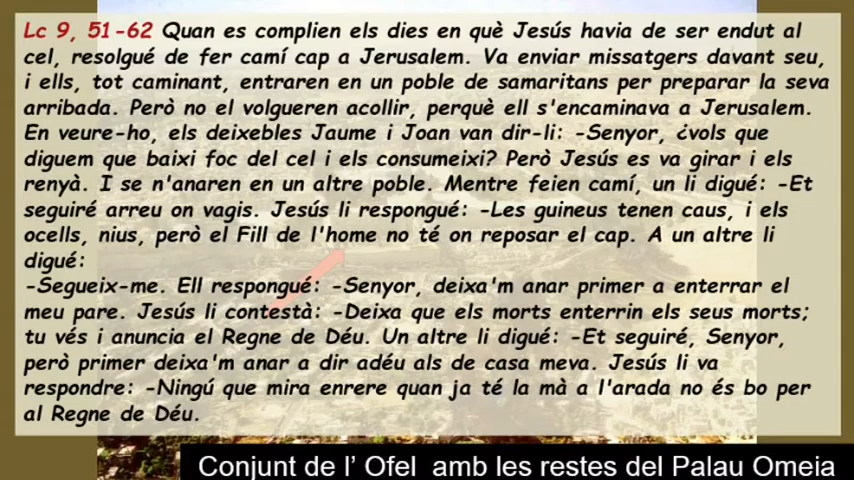 Lc 9, 51-62 Quan es complien els dies en què Jesús havia de ser endut al
cel, resolgué de fer camí cap a Jerusalem. Va enviar missatgers davant seu,
i ells, tot caminant, entraren en un poble de samaritans per preparar la seva
arribada. Però no el volgueren acollir, perquè ell s'encaminava a Jerusalem.
En veure-ho, els deixebles Jaume i Joan van dir-li: -Senyor, ¿vols que
diguem que baixi foc del cel i els consumeixi? Però Jesús es va girar i els
renyà. I se n'anaren en un altre poble. Mentre feien camí, un li digué: -Et
seguiré arreu on vagis. Jesús li respongué: -Les guineus tenen caus, i els
ocells, nius, però el Fill de l'home no té on reposar el cap. A un altre li
digué:
-Segueix-me. Ell respongué: -Senyor, deixa'm anar primer a enterrar el
meu pare. Jesús li contestà: -Deixa que els morts enterrin els seus morts;
tu vés i anuncia el Regne de Déu. Un altre li digué: -Et seguiré, Senyor,
però primer deixa'm anar a dir adéu als de casa meva. Jesús li va
respondre: -Ningú que mira enrere quan ja té la mà a l'arada no és bo per
al Regne de Déu.
Conjunt de l' Ofel amb les restes del Palau Omeia